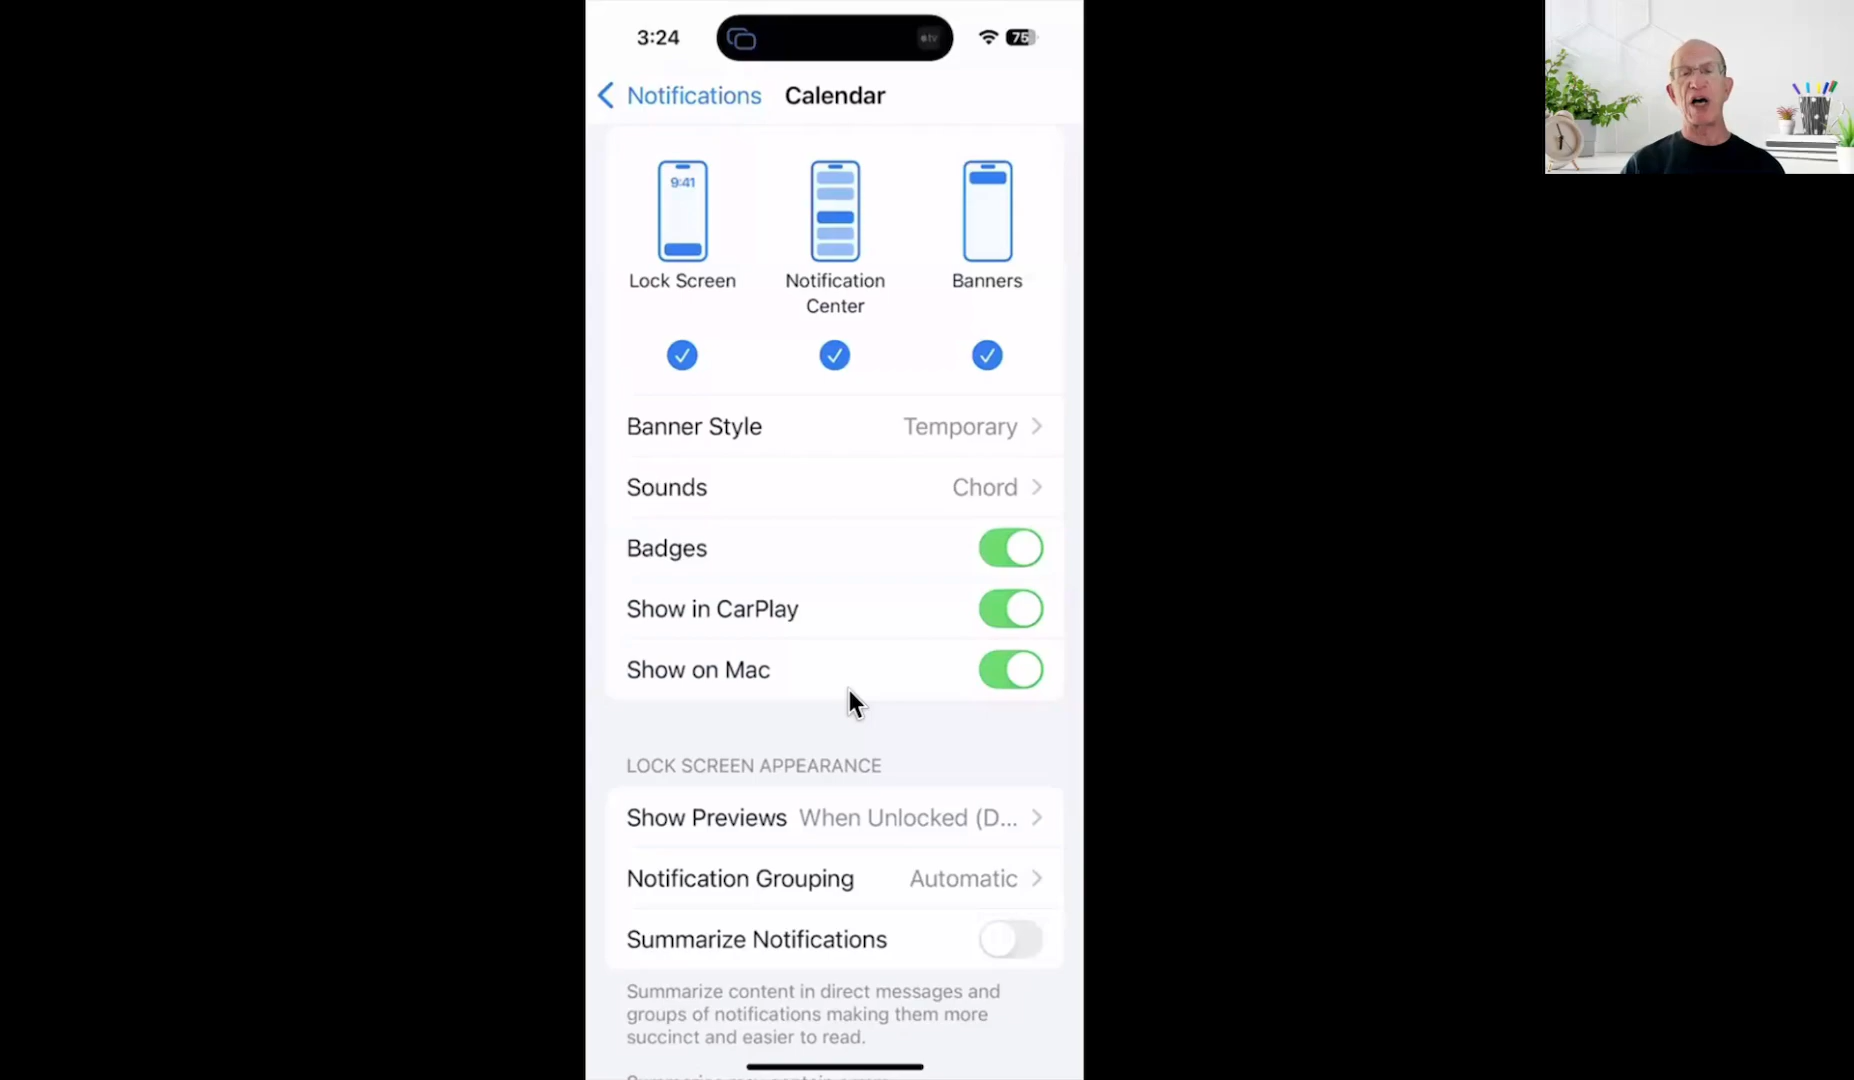 3:24
tv
75
Notifications
Calendar
9:41
Lock Screen
Notification
Center
Banners
Banner Style
Temporary
Sounds
Chord
Badges
Show in CarPlay
Show on Mac
LOCK SCREEN APPEARANCE
Show Previews
When Unlocked (D...
Notification Grouping
Automatic
Summarize Notifications
Summarize content in direct messages and
groups of notifications making them more
succinct and easier to read.